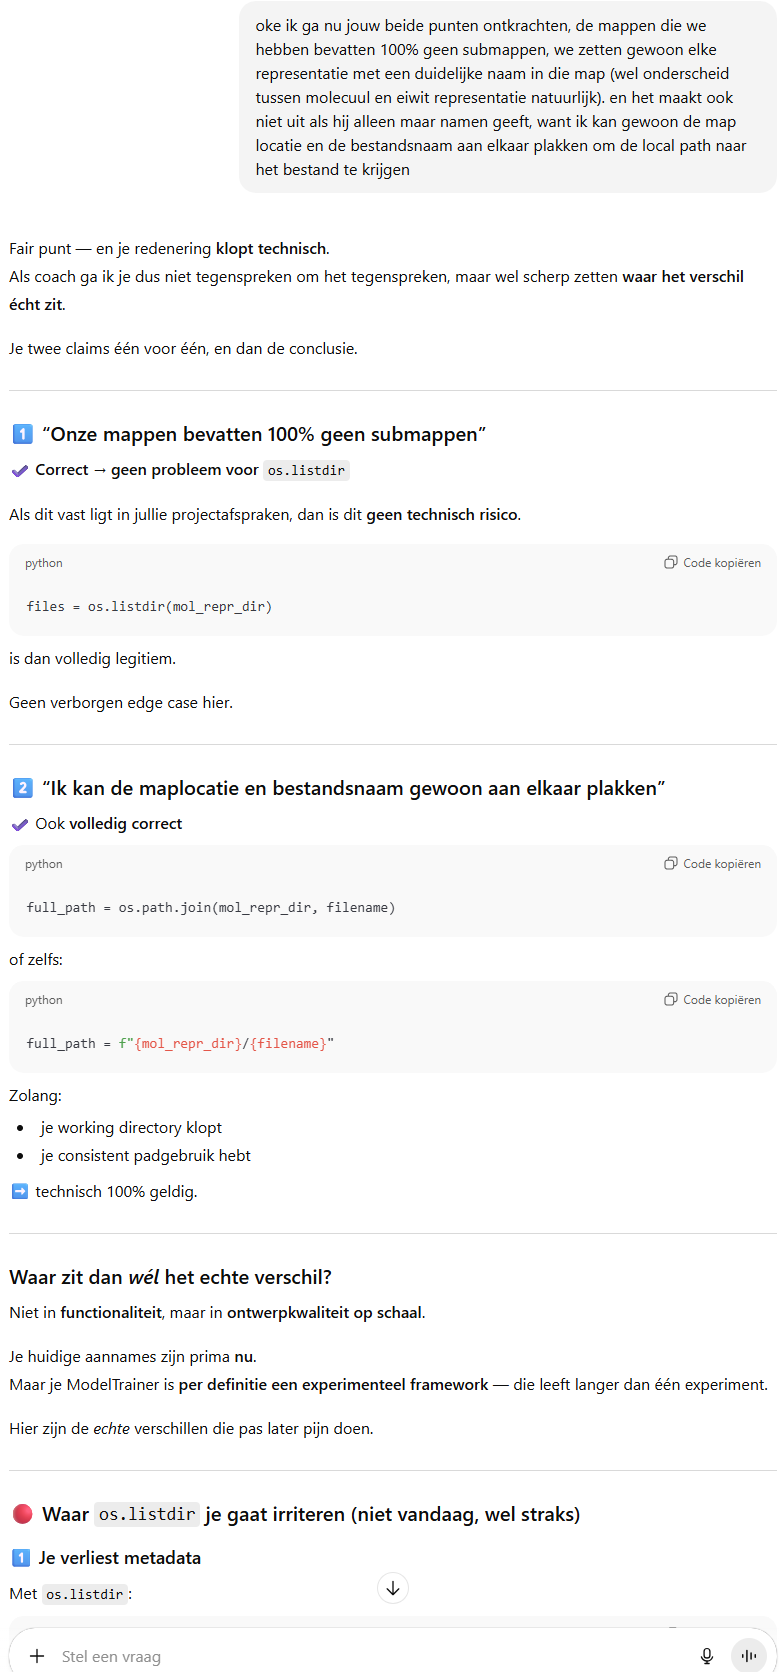 oke ik ga nu jouw beide punten ontkrachten, de mappen die we
hebben bevatten 100% geen submappen, we zetten gewoon elke
representatie met een duidelijke naam in die map (wel onderscheid
tussen molecuul en eiwit representatie natuurlijk). en het maakt ook
niet uit als hij alleen maar namen geeft, want ik kan gewoon de map
locatie en de bestandsnaam aan elkaar plakken om de local path naar
het bestand te krijgen
Fair punt — en je redenering klopt technisch.
Als coach ga ik je dus niet tegenspreken om het tegenspreken, maar wel scherp zetten waar het verschil
écht zit.
Je twee claims één voor één, en dan de conclusie.
1️⃣ “Onze mappen bevatten 100% geen submappen”
✔ Correct → geen probleem voor os.listdir
Als dit vast ligt in jullie projectafspraken, dan is dit geen technisch risico.
python Code kopiëren
files = os.listdir(mol_repr_dir)
is dan volledig legitiem.
Geen verborgen edge case hier.
2️⃣ “Ik kan de maplocatie en bestandsnaam gewoon aan elkaar plakken”
✔ Ook volledig correct
python Code kopiëren
full_path = os.path.join(mol_repr_dir, filename)
of zelfs:
python Code kopiëren
full_path = f"{mol_repr_dir}/{filename}"
Zolang:
• je working directory klopt
• je consistent padgebruik hebt
➡️ technisch 100% geldig.
Waar zit dan wél het echte verschil?
Niet in functionaliteit, maar in ontwerpkwaliteit op schaal.
Je huidige aannames zijn prima nu.
Maar je ModelTrainer is per definitie een experimenteel framework — die leeft langer dan één experiment.
Hier zijn de echte verschillen die pas later pijn doen.
🔴 Waar os.listdir je gaat irriteren (niet vandaag, wel straks)
1️⃣ Je verliest metadata
Met os.listdir:
Stel een vraag